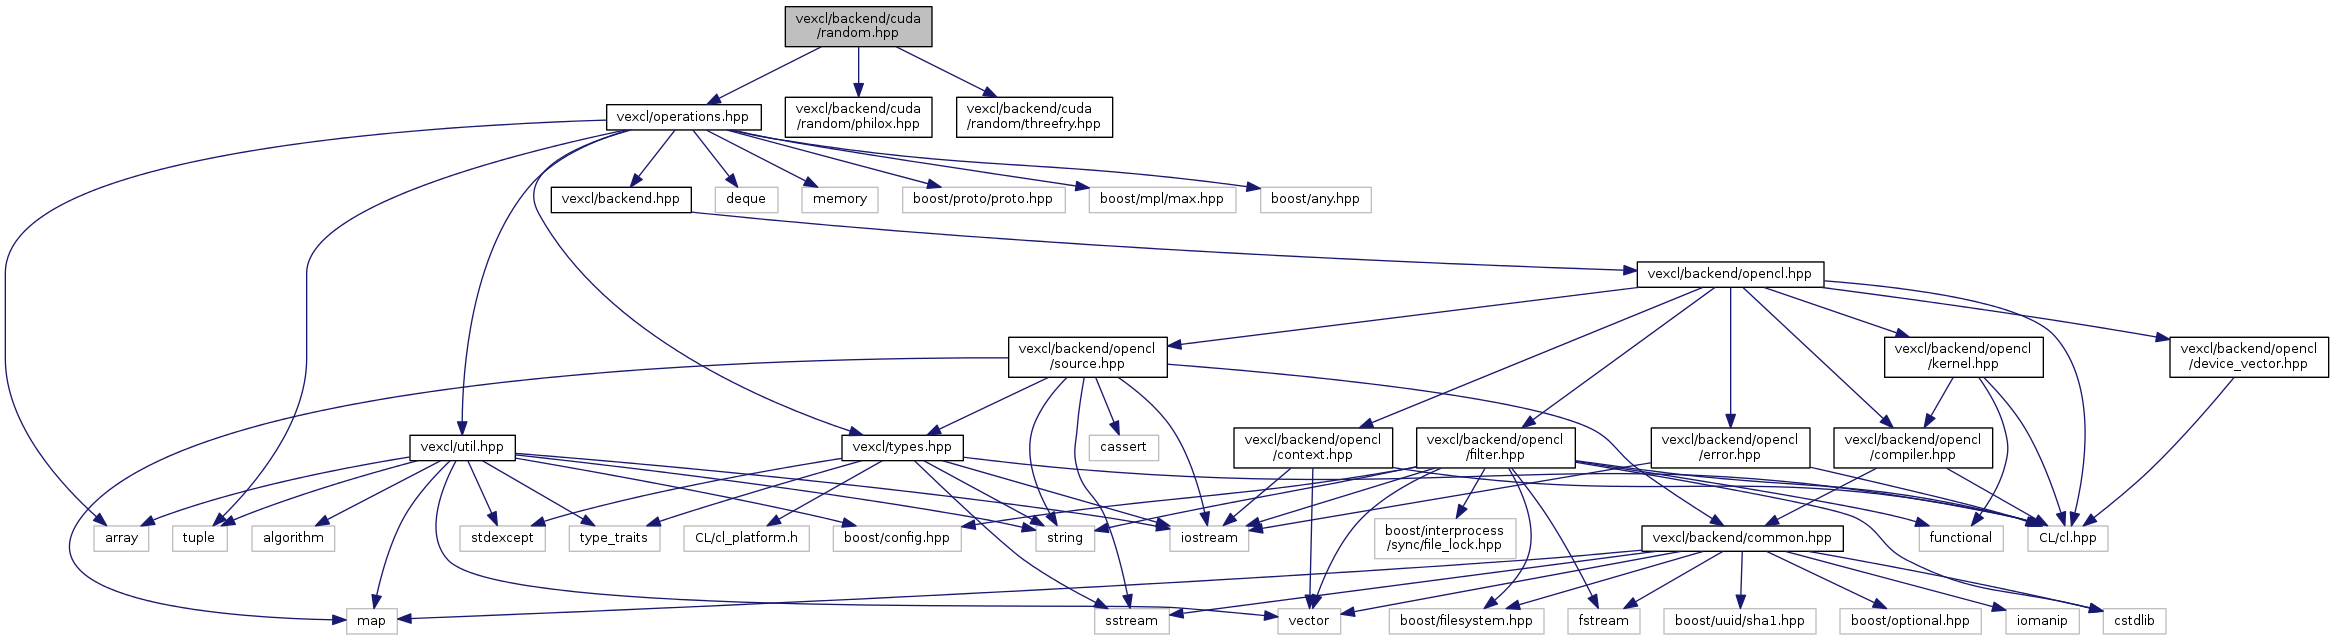 vexcl/backend/cuda
/random.hpp
vexcl/operations.hpp
vexcl/backend/cuda
/random/philox.hpp
vexcl/backend/cuda
/random/threefry.hpp
vexcl/backend.hpp
deque
memory
boost/proto/proto.hpp
boost/mpl/max.hpp
boost/any.hpp
vexcl/backend/opencl.hpp
vexcl/backend/opencl
/source.hpp
vexcl/backend/opencl
/kernel.hpp
vexcl/backend/opencl
/device_vector.hpp
vexcl/util.hpp
vexcl/types.hpp
cassert
vexcl/backend/opencl
/context.hpp
vexcl/backend/opencl
/filter.hpp
vexcl/backend/opencl
/error.hpp
vexcl/backend/opencl
/compiler.hpp
array
tuple
algorithm
stdexcept
type_traits
CL/cl_platform.h
boost/config.hpp
string
iostream
boost/interprocess
/sync/file_lock.hpp
vexcl/backend/common.hpp
functional
CL/cl.hpp
map
sstream
vector
boost/filesystem.hpp
fstream
boost/uuid/sha1.hpp
boost/optional.hpp
iomanip
cstdlib